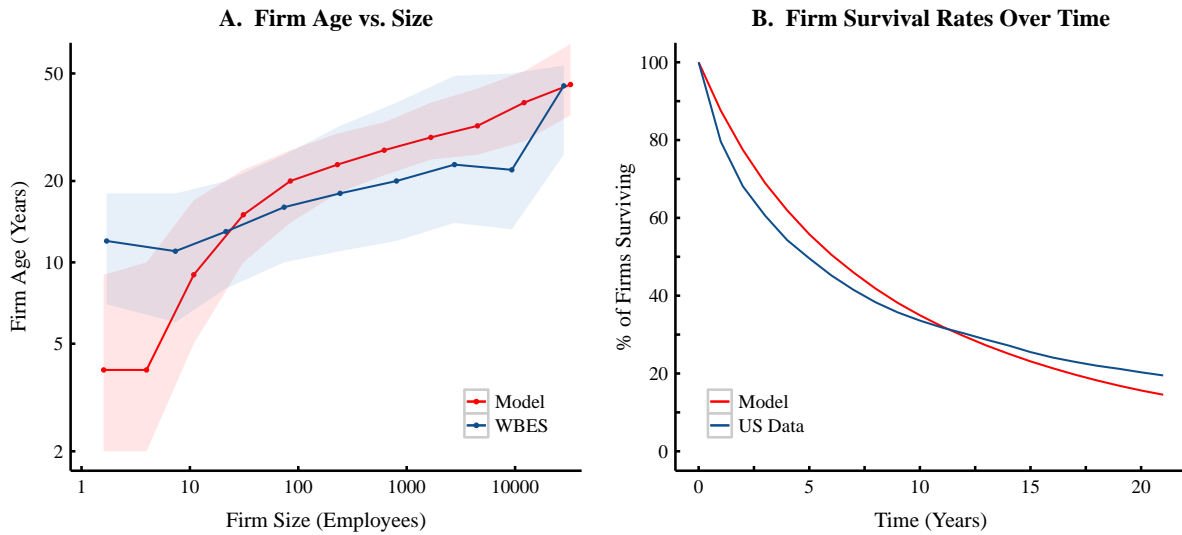 A.  Firm Age vs. Size
50
20
10
5
2
Firm Age (Years)
1
10
100
1000
10000
Firm Size (Employees)
Model
WBES
B.  Firm Survival Rates Over Time
100
80
60
40
20
0
% of Firms Surviving
0
5
10
15
20
Time (Years)
Model
US Data